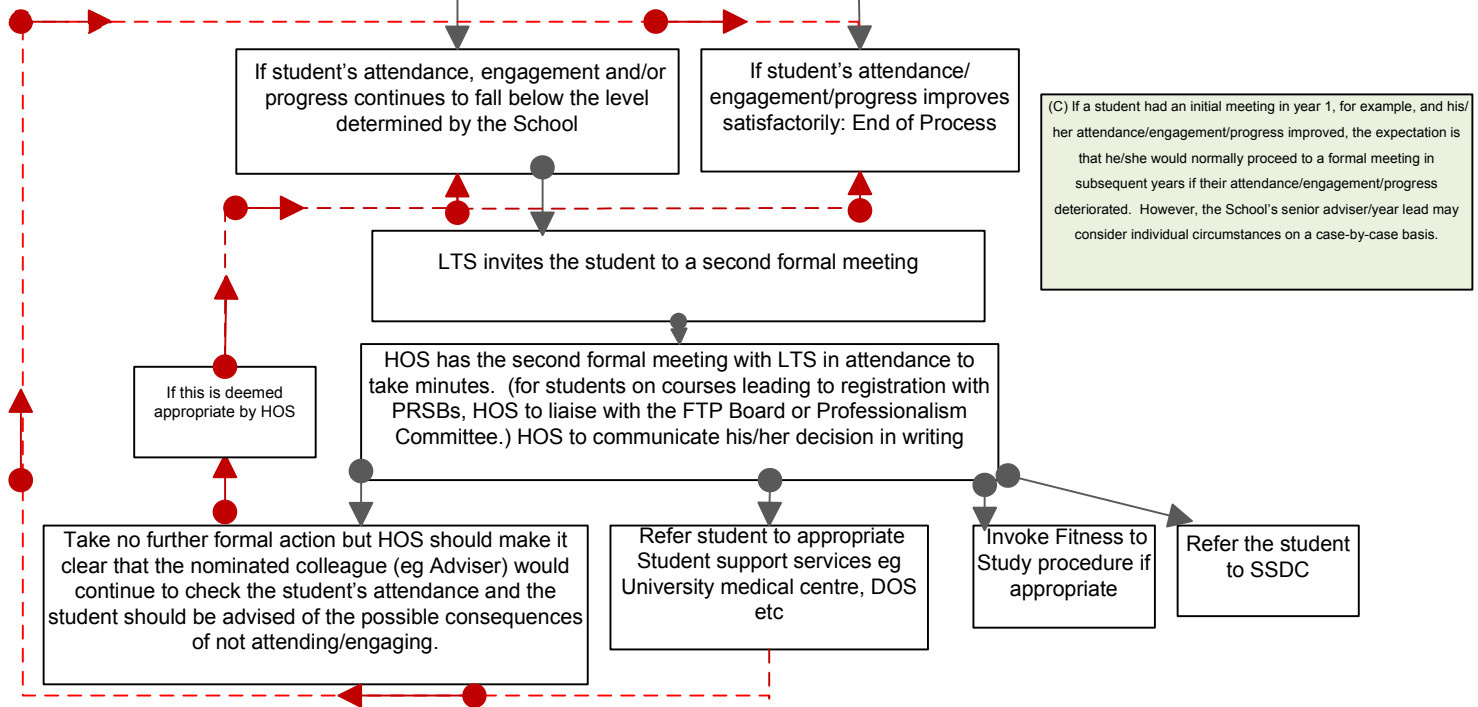 If student’s attendance, engagement and/or
progress continues to fall below the level
determined by the School
If student’s attendance/
engagement/progress improves
satisfactorily: End of Process
(C) If a student had an initial meeting in year 1, for example, and his/
her attendance/engagement/progress improved, the expectation is
that he/she would normally proceed to a formal meeting in
subsequent years if their attendance/engagement/progress
deteriorated.  However, the School’s senior adviser/year lead may
consider individual circumstances on a case-by-case basis.
LTS invites the student to a second formal meeting
HOS has the second formal meeting with LTS in attendance to
take minutes.  (for students on courses leading to registration with
PRSBs, HOS to liaise with the FTP Board or Professionalism
Committee.) HOS to communicate his/her decision in writing
If this is deemed
appropriate by HOS
Take no further formal action but HOS should make it
clear that the nominated colleague (eg Adviser) would
continue to check the student’s attendance and the
student should be advised of the possible consequences
of not attending/engaging.
Refer student to appropriate
Student support services eg
University medical centre, DOS
etc
Invoke Fitness to
Study procedure if
appropriate
Refer the student
to SSDC